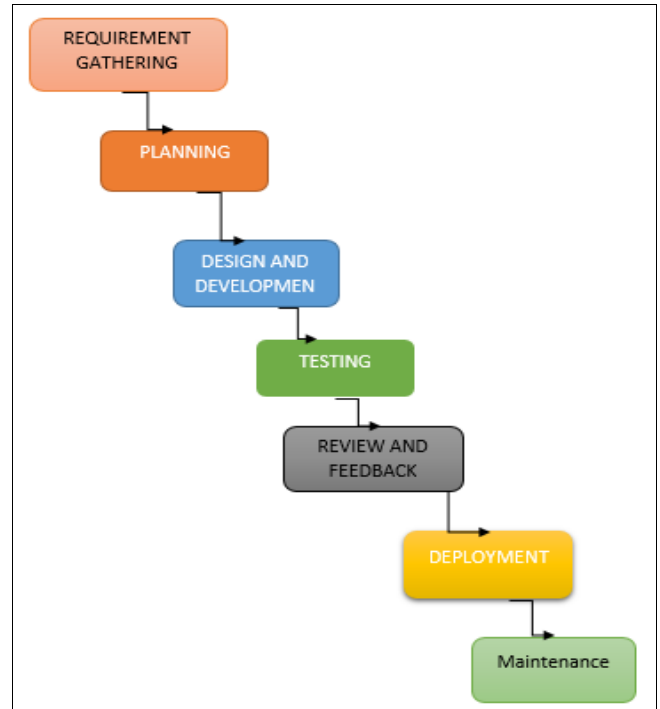 REQUIREMENT
GATHERING
PLANNING
DESIGN AND
DEVELOPMEN
TESTING
REVIEW AND
FEEDBACK
DEPLOYMENT
Maintenance